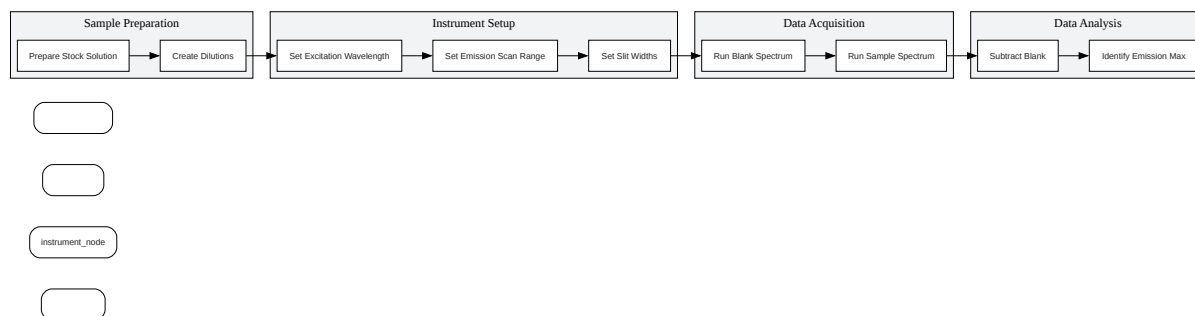 Sample Preparation
Prepare Stock Solution
Create Dilutions
Instrument Setup
Set Excitation Wavelength
Set Emission Scan Range
Set Slit Widths
Data Acquisition
Run Blank Spectrum
Run Sample Spectrum
Data Analysis
Subtract Blank
Identify Emission Max
instrument_node